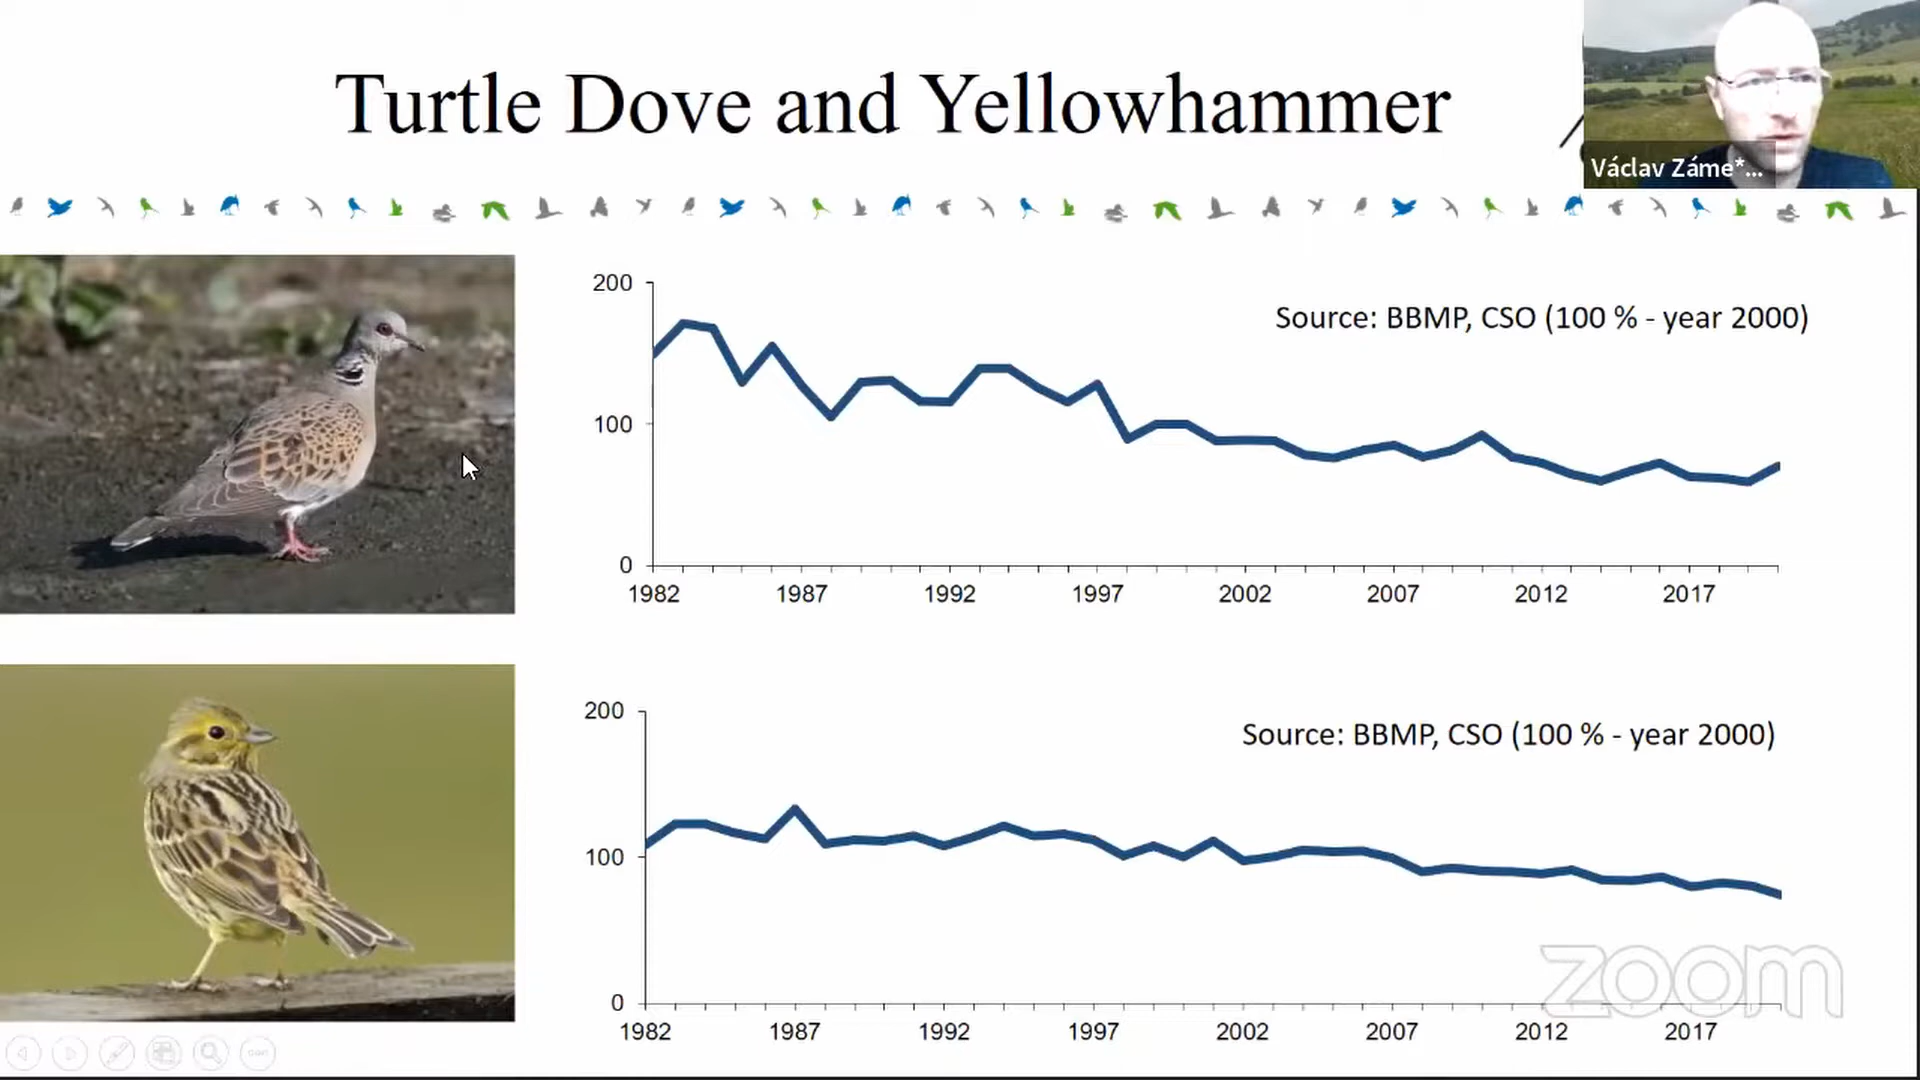 Turtle Dove and Yellowhammer
Václav Záme*...
200
Source: BBMP, CSO (100 % - year 2000)
100
0
1982 1987 1992 1997 2002 2007 2012 2017
200
Source: BBMP, CSO (100 % - year 2000)
100
0
1982 1987 1992 1997 2002 2007 2012 2017
zoom